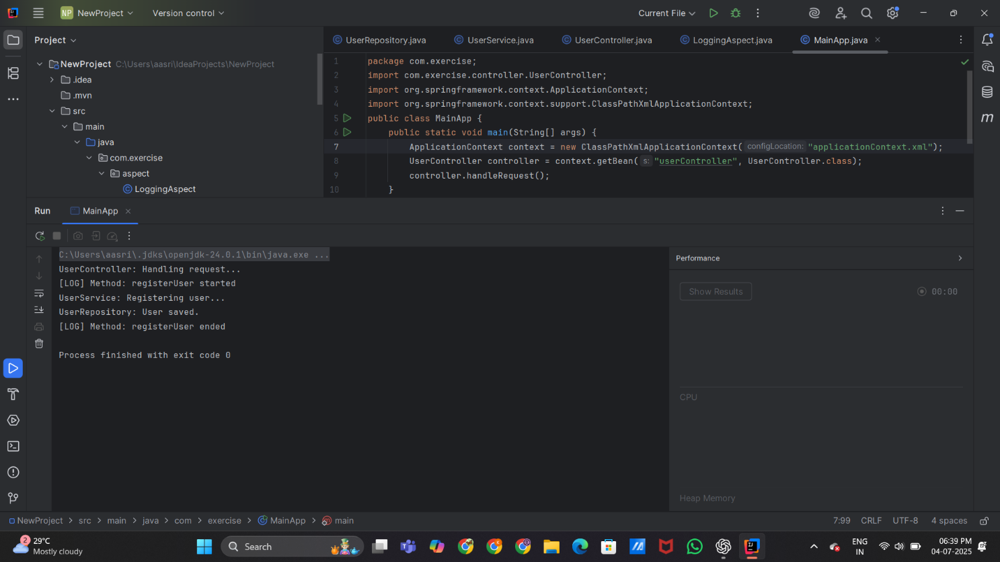 NP NewProject Version control Current File
Project
NewProject C:\Users\aasri\IdeaProjects\NewProject
.idea
.mvn
src
main
java
com.exercise
aspect
LoggingAspect
UserRepository.java UserService.java UserController.java LoggingAspect.java MainApp.java
1 package com.exercise;
2 import com.exercise.controller.UserController;
3 import org.springframework.context.ApplicationContext;
4 import org.springframework.context.support.ClassPathXmlApplicationContext;
5 public class MainApp {
6 public static void main(String[] args) {
7 ApplicationContext context = new ClassPathXmlApplicationContext( configLocation: "applicationContext.xml");
8 UserController controller = context.getBean( s: "userController", UserController.class);
9 controller.handleRequest();
10 }
Run MainApp
C:\Users\aasri\.jdks\openjdk-24.0.1\bin\java.exe ...
UserController: Handling request...
[LOG] Method: registerUser started
UserService: Registering user...
UserRepository: User saved.
[LOG] Method: registerUser ended
Process finished with exit code 0
Performance
Show Results 00:00
CPU
Heap Memory
NewProject > src > main > java > com > exercise > MainApp > main 7:99 CRLF UTF-8 4 spaces
2
29°C
Mostly cloudy
Search
ENG
IN
06:39 PM
04-07-2025